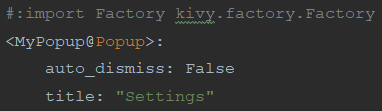 #:import Factory kivy.factory.Factory
<MyPopup@Popup>:
    auto_dismiss: False
    title: "Settings"